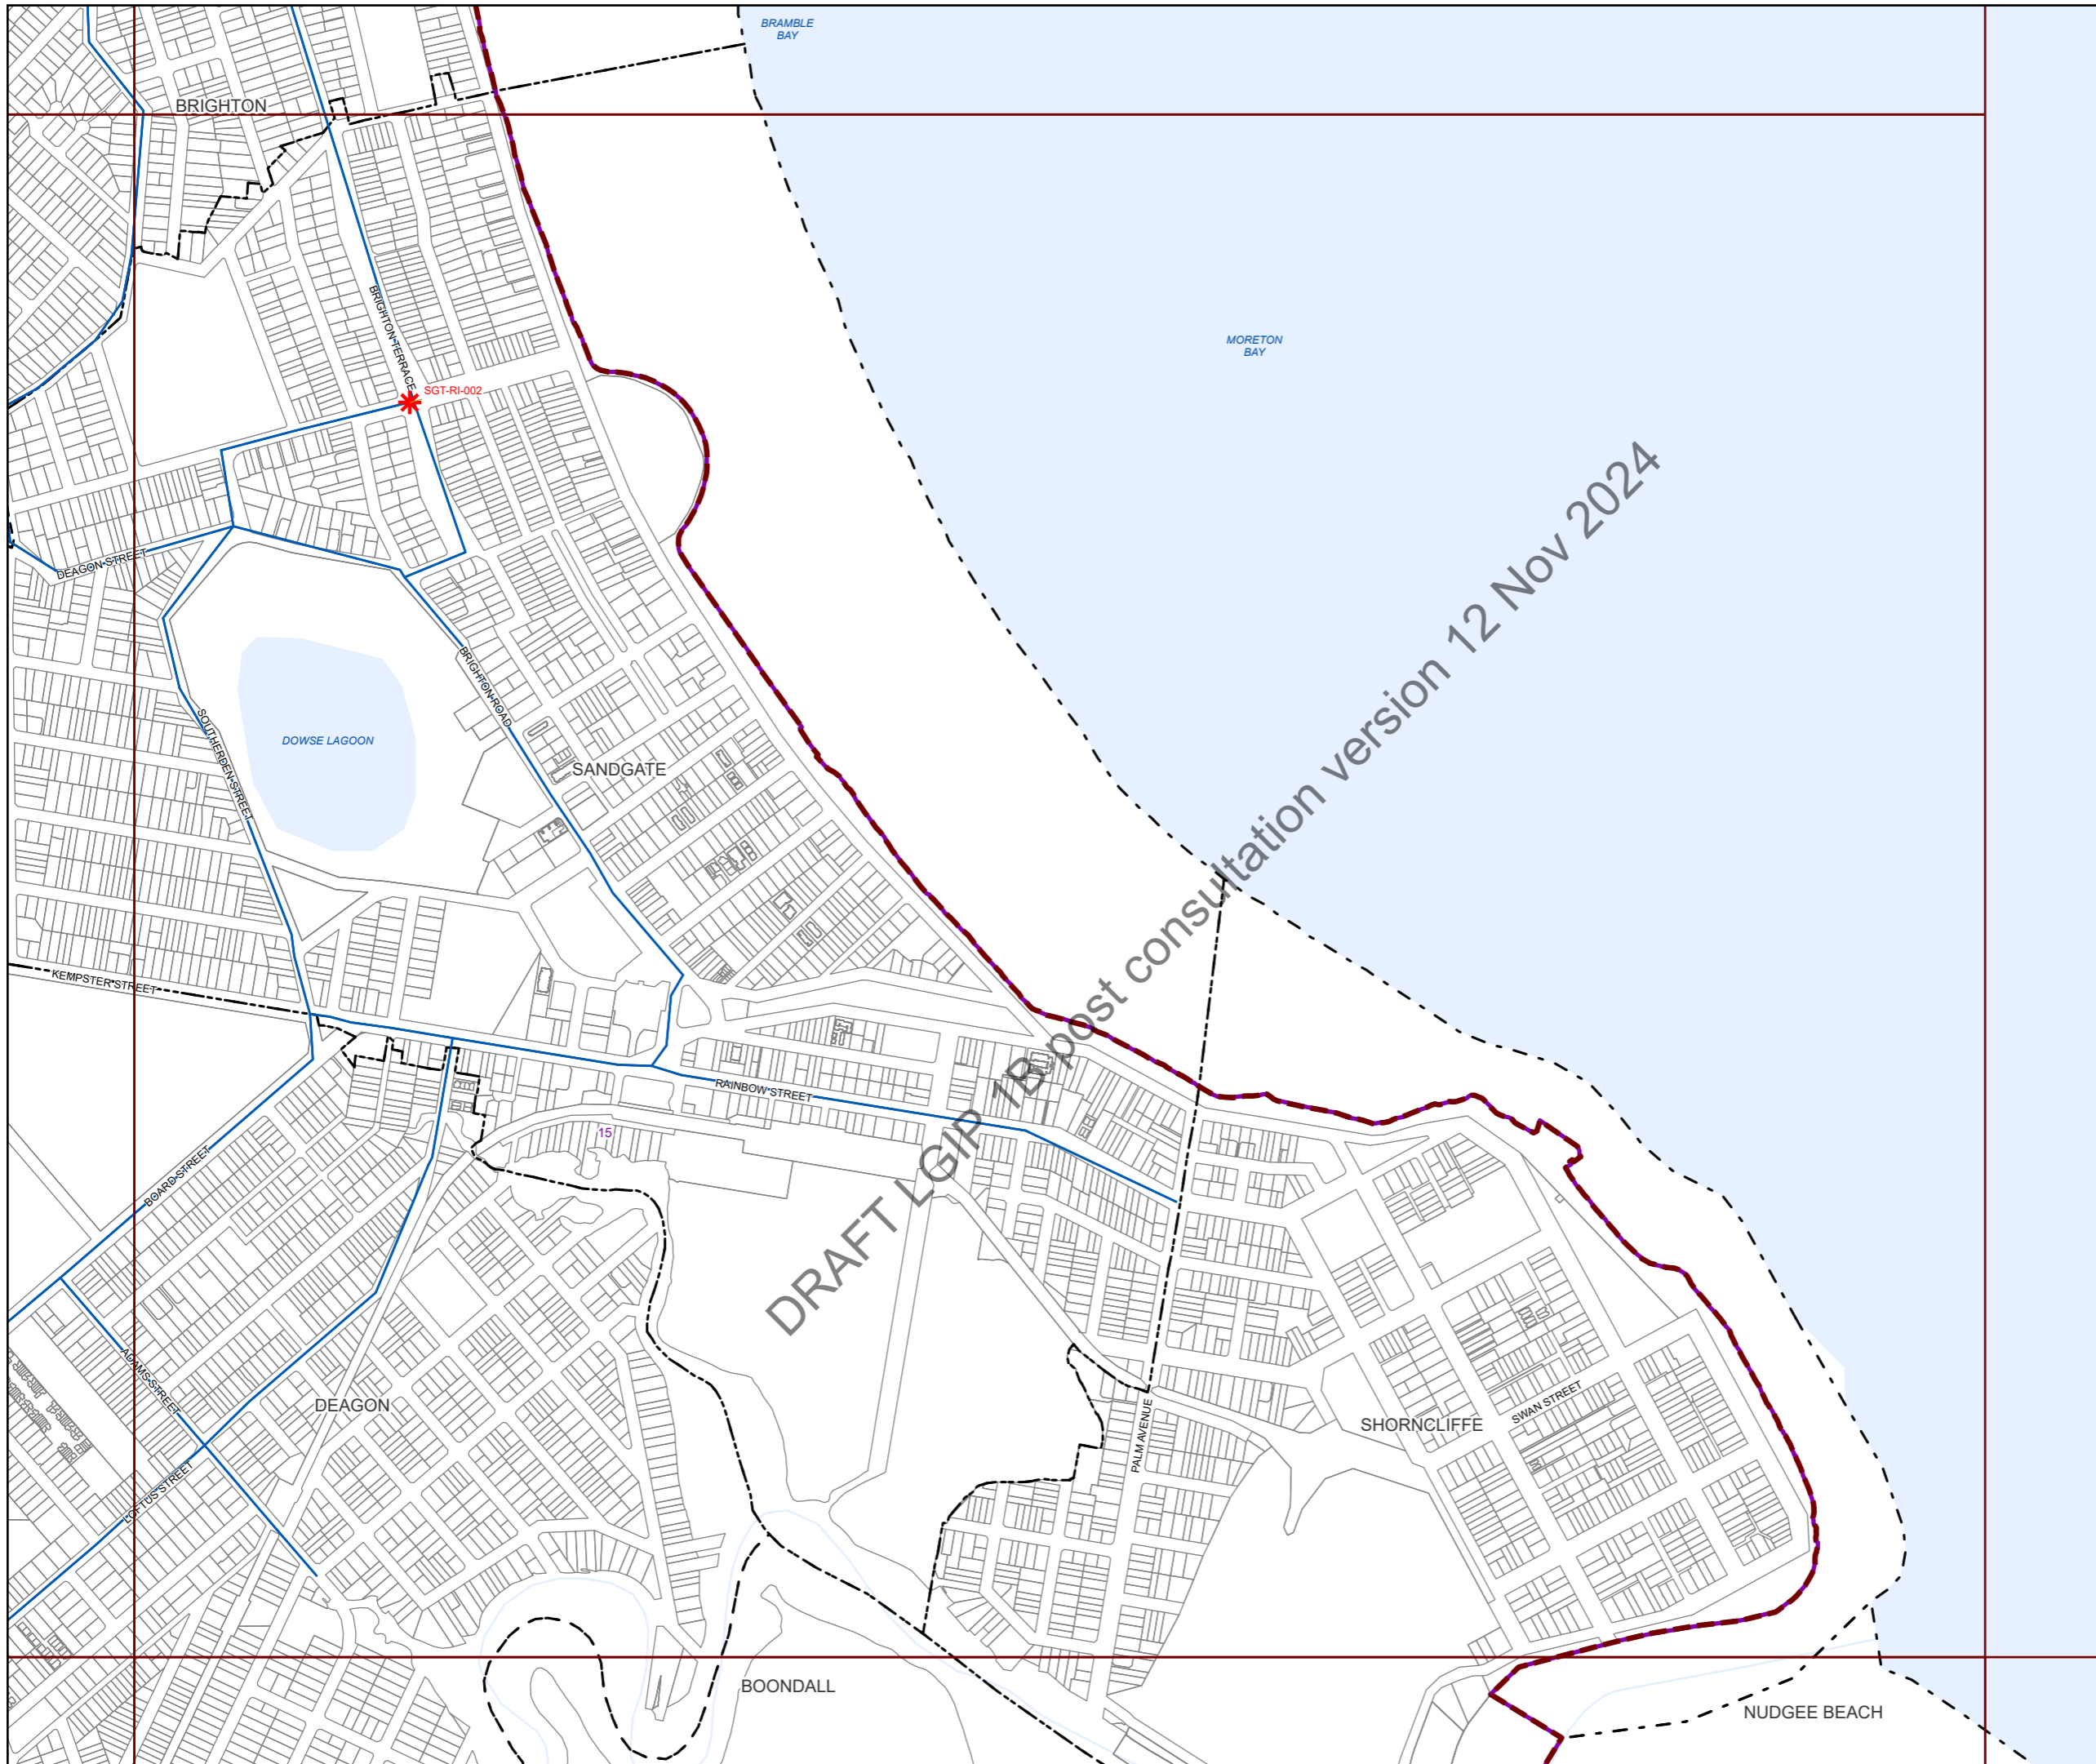 BRAMBLE
BAY
BRIGHTON
BRIGHTON TERRACE
MORETON
BAY
SGT-RI-002
DEAGON STREET
BRIGHTON ROAD
SOUTHERDEN STREET
DOWSE LAGOON
SANDGATE
KEMPSTER STREET
RAINBOW STREET
15
BOARD STREET
DRAFT LGIP 1B post consultation version 12 Nov 2024
ADAMS STREET
DEAGON
PALM AVENUE
SWAN STREET
SHORNCLIFFE
LOFTUS STREET
BOONDALL
NUDGEE BEACH